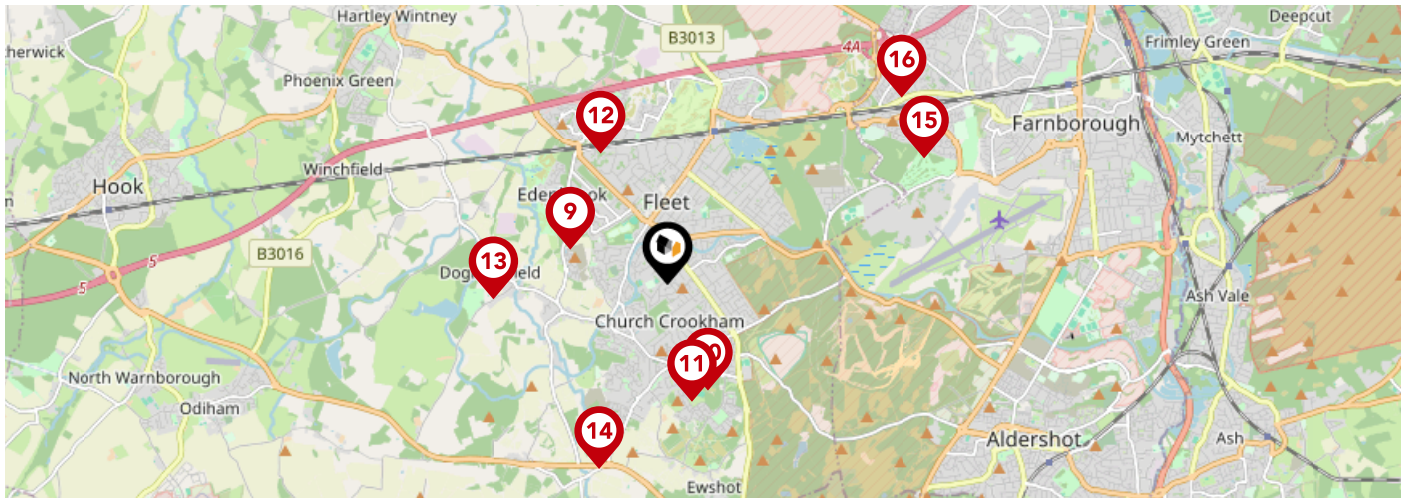 Hartley Wintney
Deepcut
B3013
Frimley Green
4A
16
Phoenix Green
12
15
Farnborough
Mytchett
Winchfield
Hook
9
Fleet
B3016
13
5
5
Ash Vale
Church Crookham
11
North Warnborough
Odiham
14
Aldershot
Ash
Ewshot